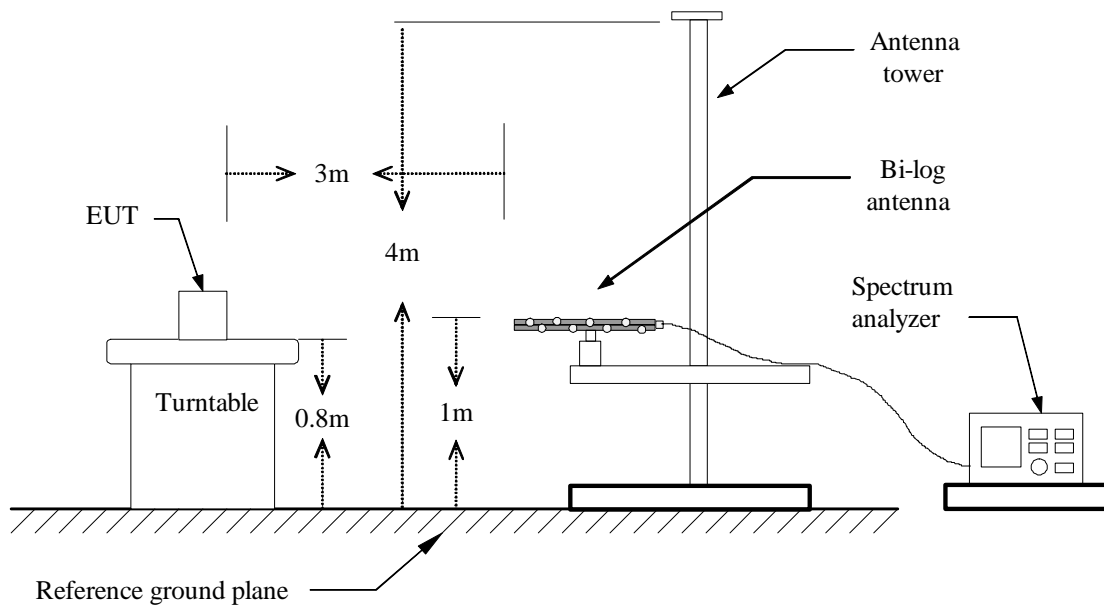 Antenna
tower
3m
Bi-log
antenna
EUT
4m
Spectrum
analyzer
Turntable
0.8m
1m
Reference ground plane